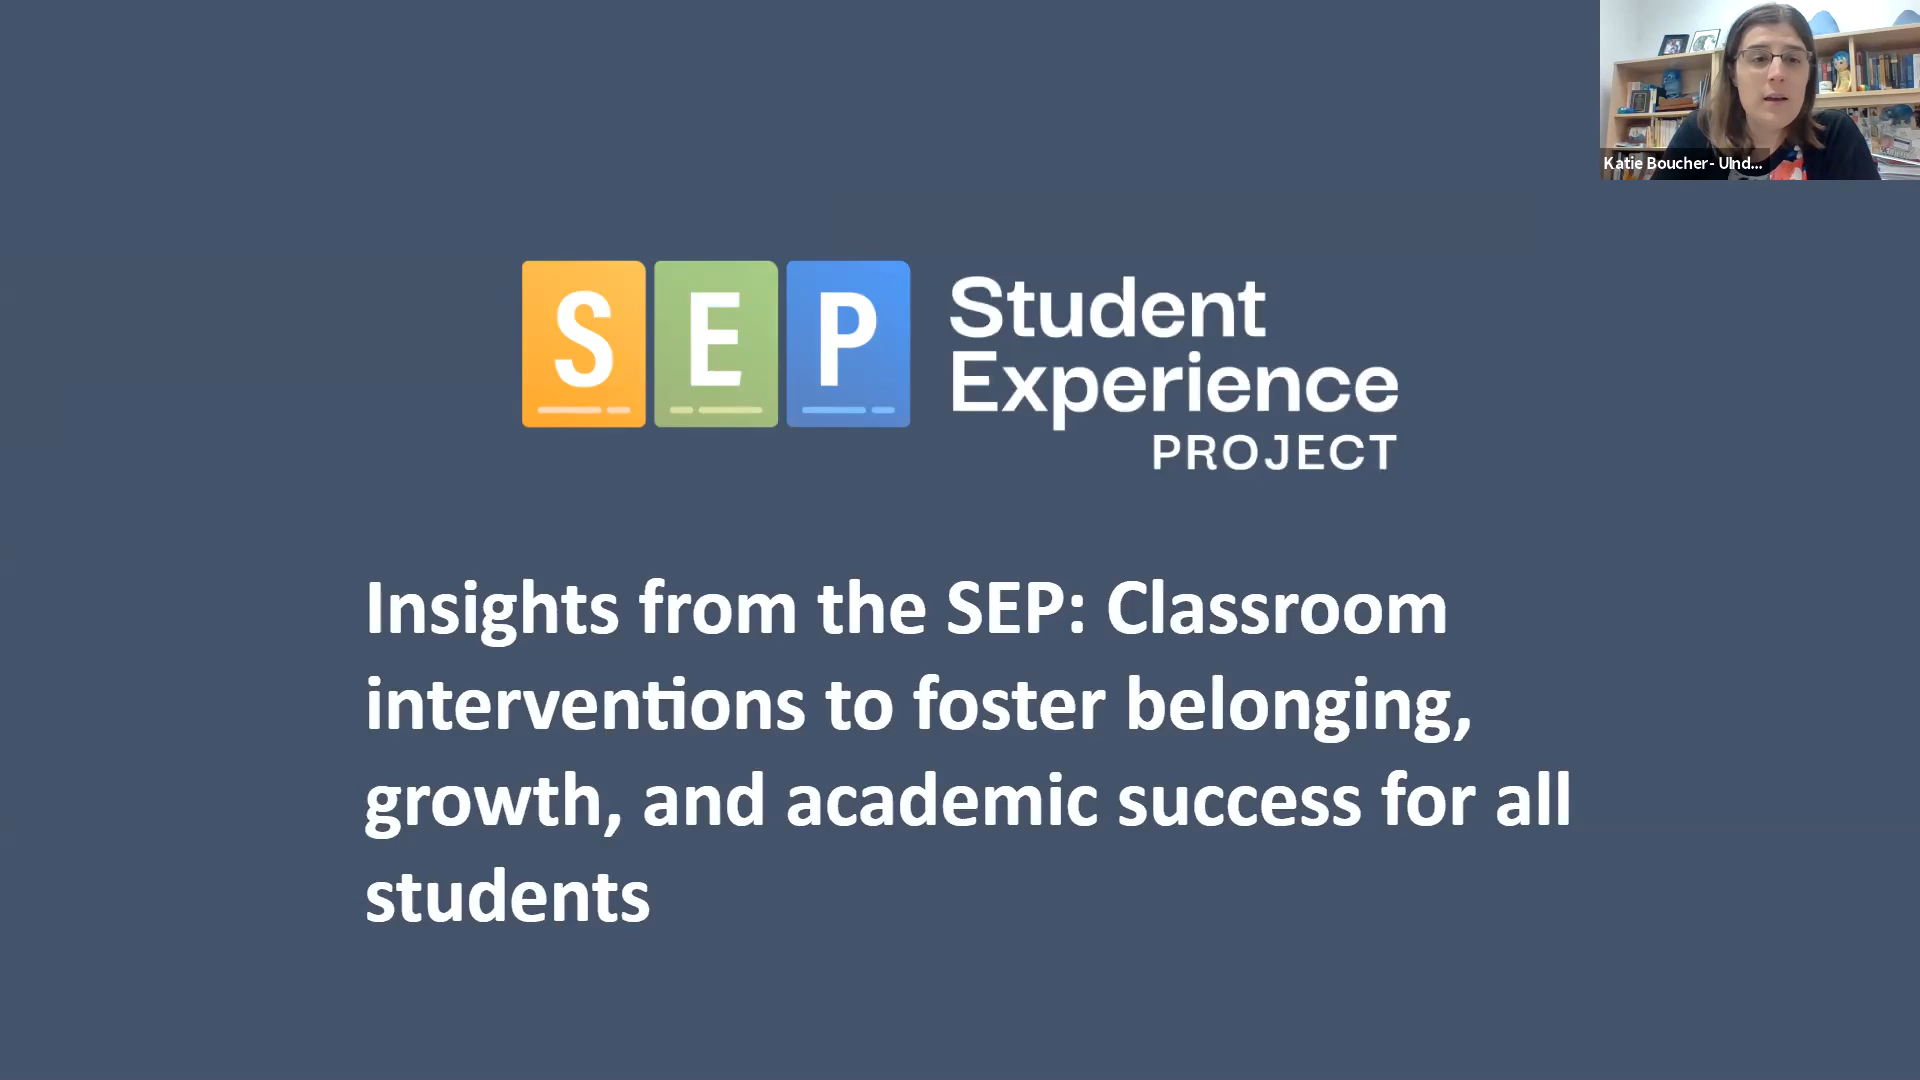 Katie Boucher- UInd...
S E P
Student
Experience
PROJECT
Insights from the SEP: Classroom
interventions to foster belonging,
growth, and academic success for all
students